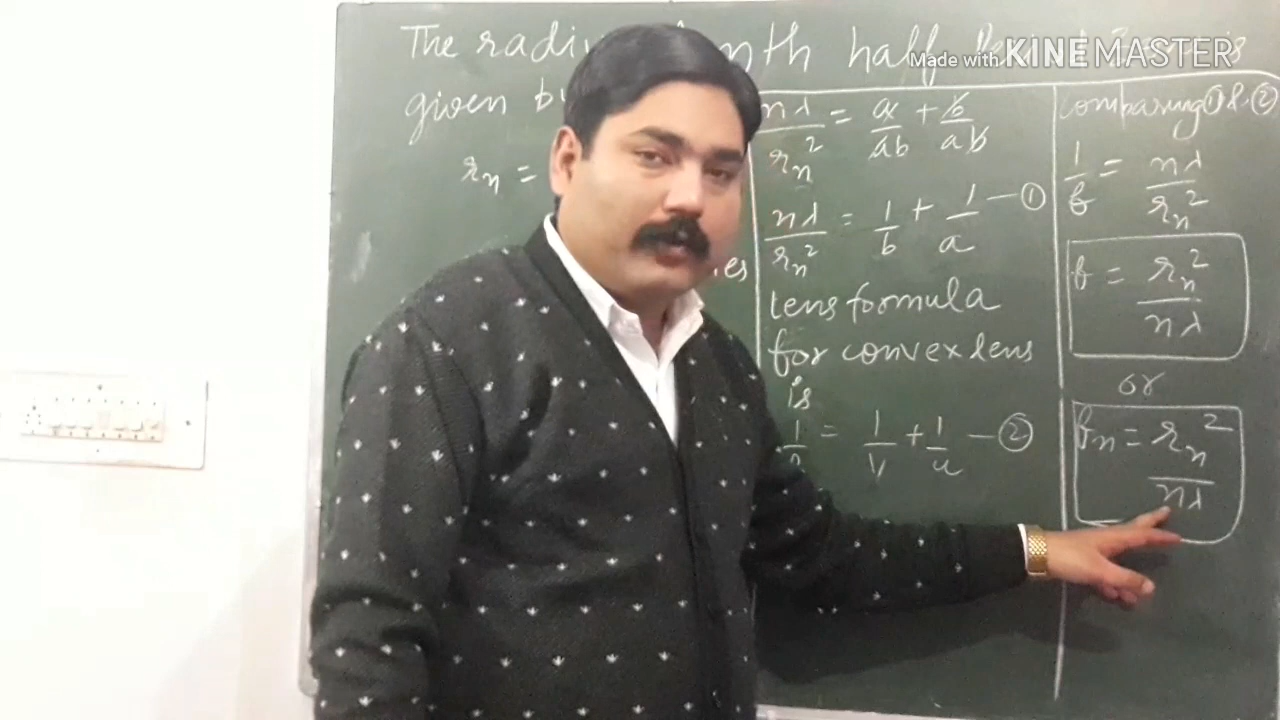 The nth half is
given by
rₙ =
nλ/rₙ² = a/ab + b/ab
nλ/rₙ² = 1/b + 1/a — ①
lens formula
for convex lens
is
= 1/v + 1/u — ②
comparing ① & ②
1/f = nλ/rₙ²
f = rₙ²/nλ
or
fₙ = rₙ²/nλ
Made with KINEMASTER